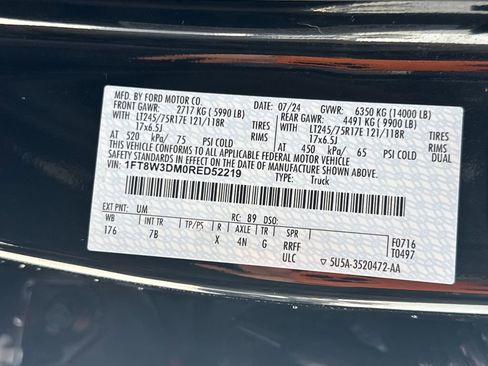 MFD. BY FORD MOTOR CO. 07/24 GVWR: 6350 KG (14000 LB)
FRONT GAWR: 2717 KG (5990 LB) REAR GAWR: 4491 KG (9900 LB)
WITH LT245/75R17E 121/118R TIRES WITH LT245/75R17E 121/118R TIRES
17x6.5J RIMS 17x6.5J RIMS
AT 520 kPa/ 75 PSI COLD AT 450 kPa/ 65 PSI COLD DUAL
THIS VEHICLE CONFORMS TO ALL APPLICABLE FEDERAL MOTOR VEHICLE
SAFETY STANDARDS IN EFFECT ON THE DATE OF MANUFACTURE SHOWN ABOVE.
VIN: 1FT8W3DM0RED52219 TYPE: Truck
EXT PNT: UM RC: 89 DSO:
WB INT TR TP/PS R AXLE TR SPR F0716
176 7B X 4N G RRFF T0497
ULC 5U5A-3520472-AA